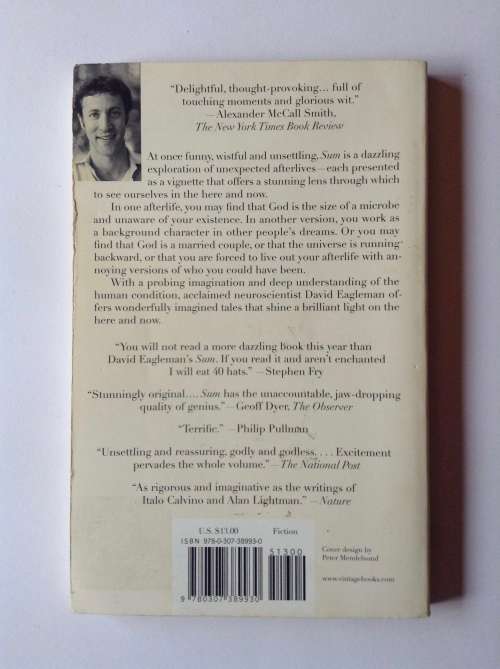 “Delightful, thought-provoking… full of
touching moments and glorious wit.”
—Alexander McCall Smith,
The New York Times Book Review
At once funny, wistful and unsettling, Sum is a dazzling
exploration of unexpected afterlives—each presented
as a vignette that offers a stunning lens through which
to see ourselves in the here and now.
In one afterlife, you may find that God is the size of a microbe
and unaware of your existence. In another version, you work as
a background character in other people's dreams. Or you may
find that God is a married couple, or that the universe is running
backward, or that you are forced to live out your afterlife with an-
noying versions of who you could have been.
With a probing imagination and deep understanding of the
human condition, acclaimed neuroscientist David Eagleman of-
fers wonderfully imagined tales that shine a brilliant light on the
here and now.
“You will not read a more dazzling book this year than
David Eagleman's Sum. If you read it and aren't enchanted
I will eat 40 hats.” —Stephen Fry
“Stunningly original.… Sum has the unaccountable, jaw-dropping
quality of genius.” —Geoff Dyer, The Observer
“Terrific.” —Philip Pullman
“Unsettling and reassuring, godly and godless. . . . Excitement
pervades the whole volume.” —The National Post
“As rigorous and imaginative as the writings of
Italo Calvino and Alan Lightman.” —Nature
U.S. $13.00 Fiction
ISBN 978-0-307-38993-0
51300
9 780307 389930
Cover design by
Peter Mendelsund
www.vintagebooks.com